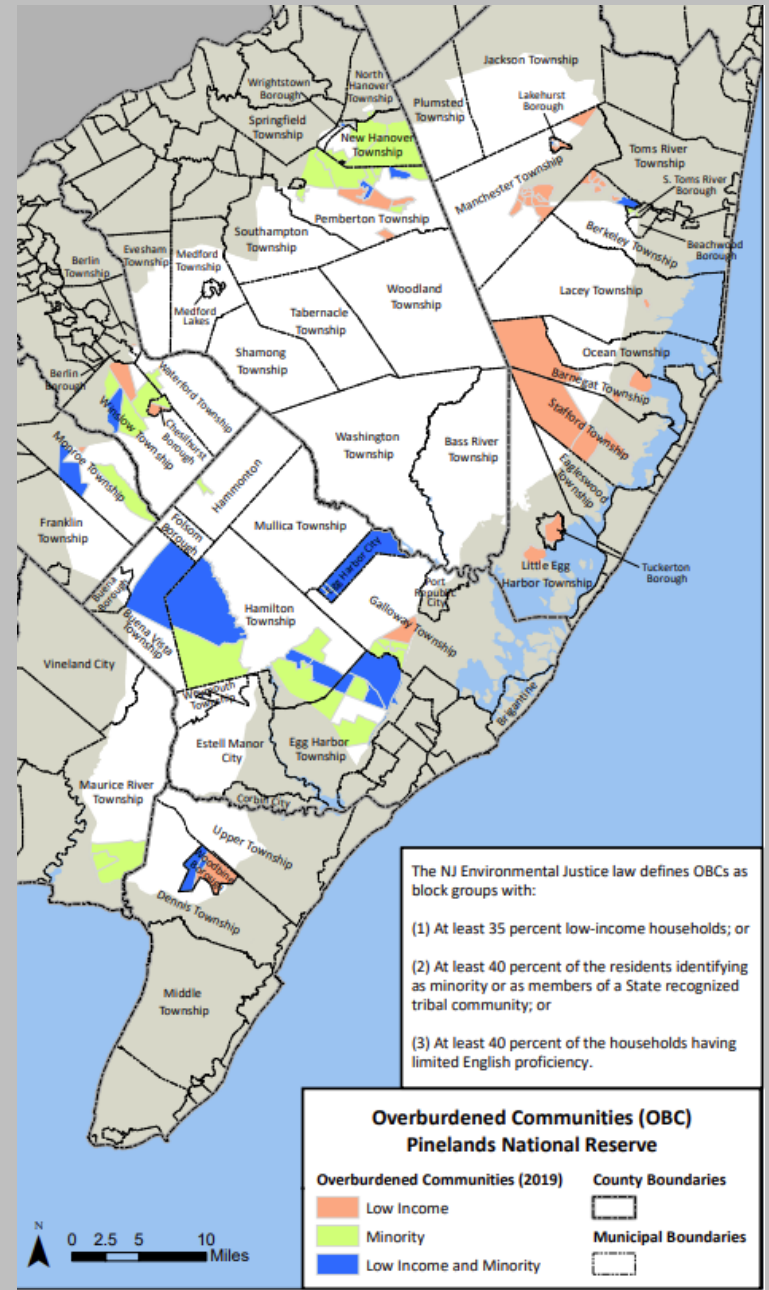 Jackson Township
Wrightstown
Borough
North
Hanover
Township
Plumsted
Township
Lakehurst
Borough
Springfield
Township
New Hanover
Township
Toms River
Township
S. Toms River
Borough
Manchester Township
Pemberton Township
Southampton
Township
Berkeley Township
Beachwood
Borough
Evesham
Township
Medford
Township
Berlin
Township
Woodland
Township
Lacey Township
Medford
Lakes
Tabernacle
Township
Shamong
Township
Ocean Township
Berlin
Borough
Waterford Township
Barnegat Township
Winslow Township
Chesilhurst
Borough
Stafford Township
Washington
Township
Bass River
Township
Monroe Township
Hammonton
Eagleswood
Township
Franklin
Township
Folsom
Borough
Mullica Township
Egg Harbor City
Little Egg
Harbor Township
Tuckerton
Borough
Buena
Borough
Port
Republic
City
Hamilton
Township
Galloway Township
Buena Vista
Township
Vineland City
Weymouth
Township
Brigantine
Estell Manor
City
Egg Harbor
Township
Maurice River
Township
Corbin City
Upper Township
Woodbine
Borough
Dennis Township
Middle
Township
The NJ Environmental Justice law defines OBCs as
block groups with:
(1) At least 35 percent low-income households; or
(2) At least 40 percent of the residents identifying
as minority or as members of a State recognized
tribal community; or
(3) At least 40 percent of the households having
limited English proficiency.
Overburdened Communities (OBC)
Pinelands National Reserve
Overburdened Communities (2019)
County Boundaries
Low Income
Minority
Municipal Boundaries
Low Income and Minority
N
0 2.5 5 10
Miles